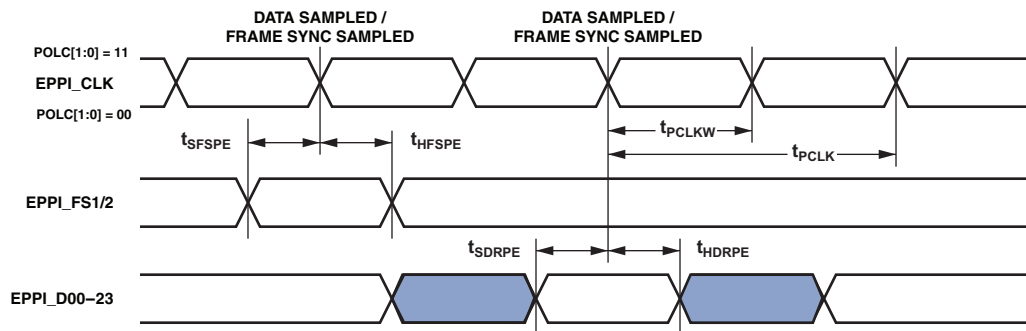 DATA SAMPLED /
FRAME SYNC SAMPLED
DATA SAMPLED /
FRAME SYNC SAMPLED
POLC[1:0] = 11
EPPI_CLK
POLC[1:0] = 00
tSFSPE
tHFSPE
tPCLKW
tPCLK
EPPI_FS1/2
tSDRPE
tHDRPE
EPPI_D00–23